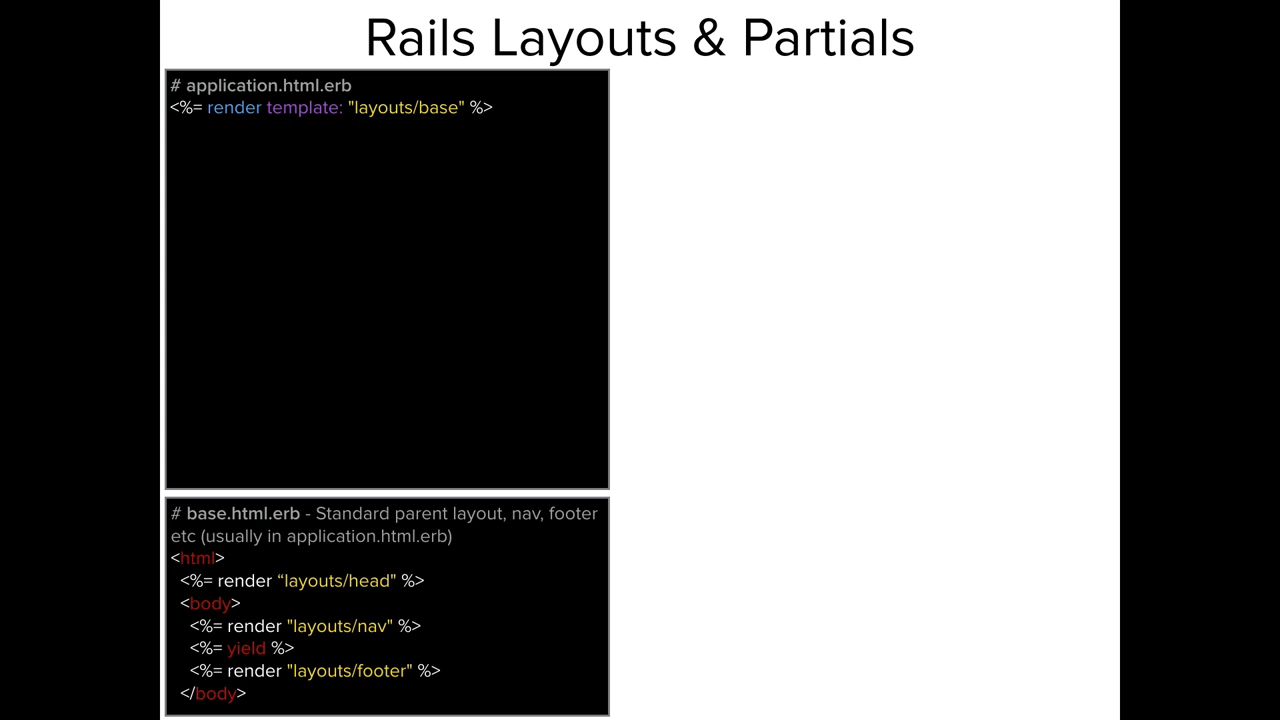 Rails Layouts & Partials
# application.html.erb
<%= render template: "layouts/base" %>
# base.html.erb - Standard parent layout, nav, footer
etc (usually in application.html.erb)
<html>
<%= render “layouts/head" %>
<body>
<%= render "layouts/nav" %>
<%= yield %>
<%= render "layouts/footer" %>
</body>